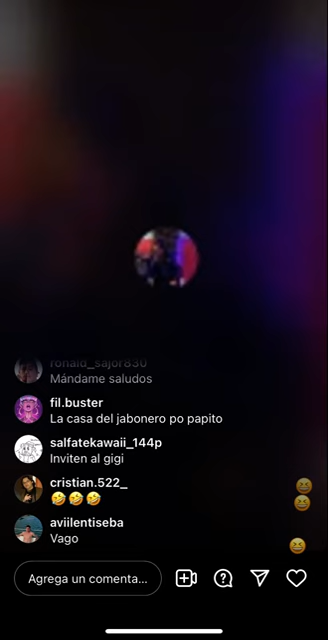 ronald_sajor830
Mándame saludos
fil.buster
La casa del jabonero po papito
salfatekawaii_144p
Inviten al gigi
cristian.522_
🤣🤣🤣
aviilentiseba
Vago
Agrega un comenta...